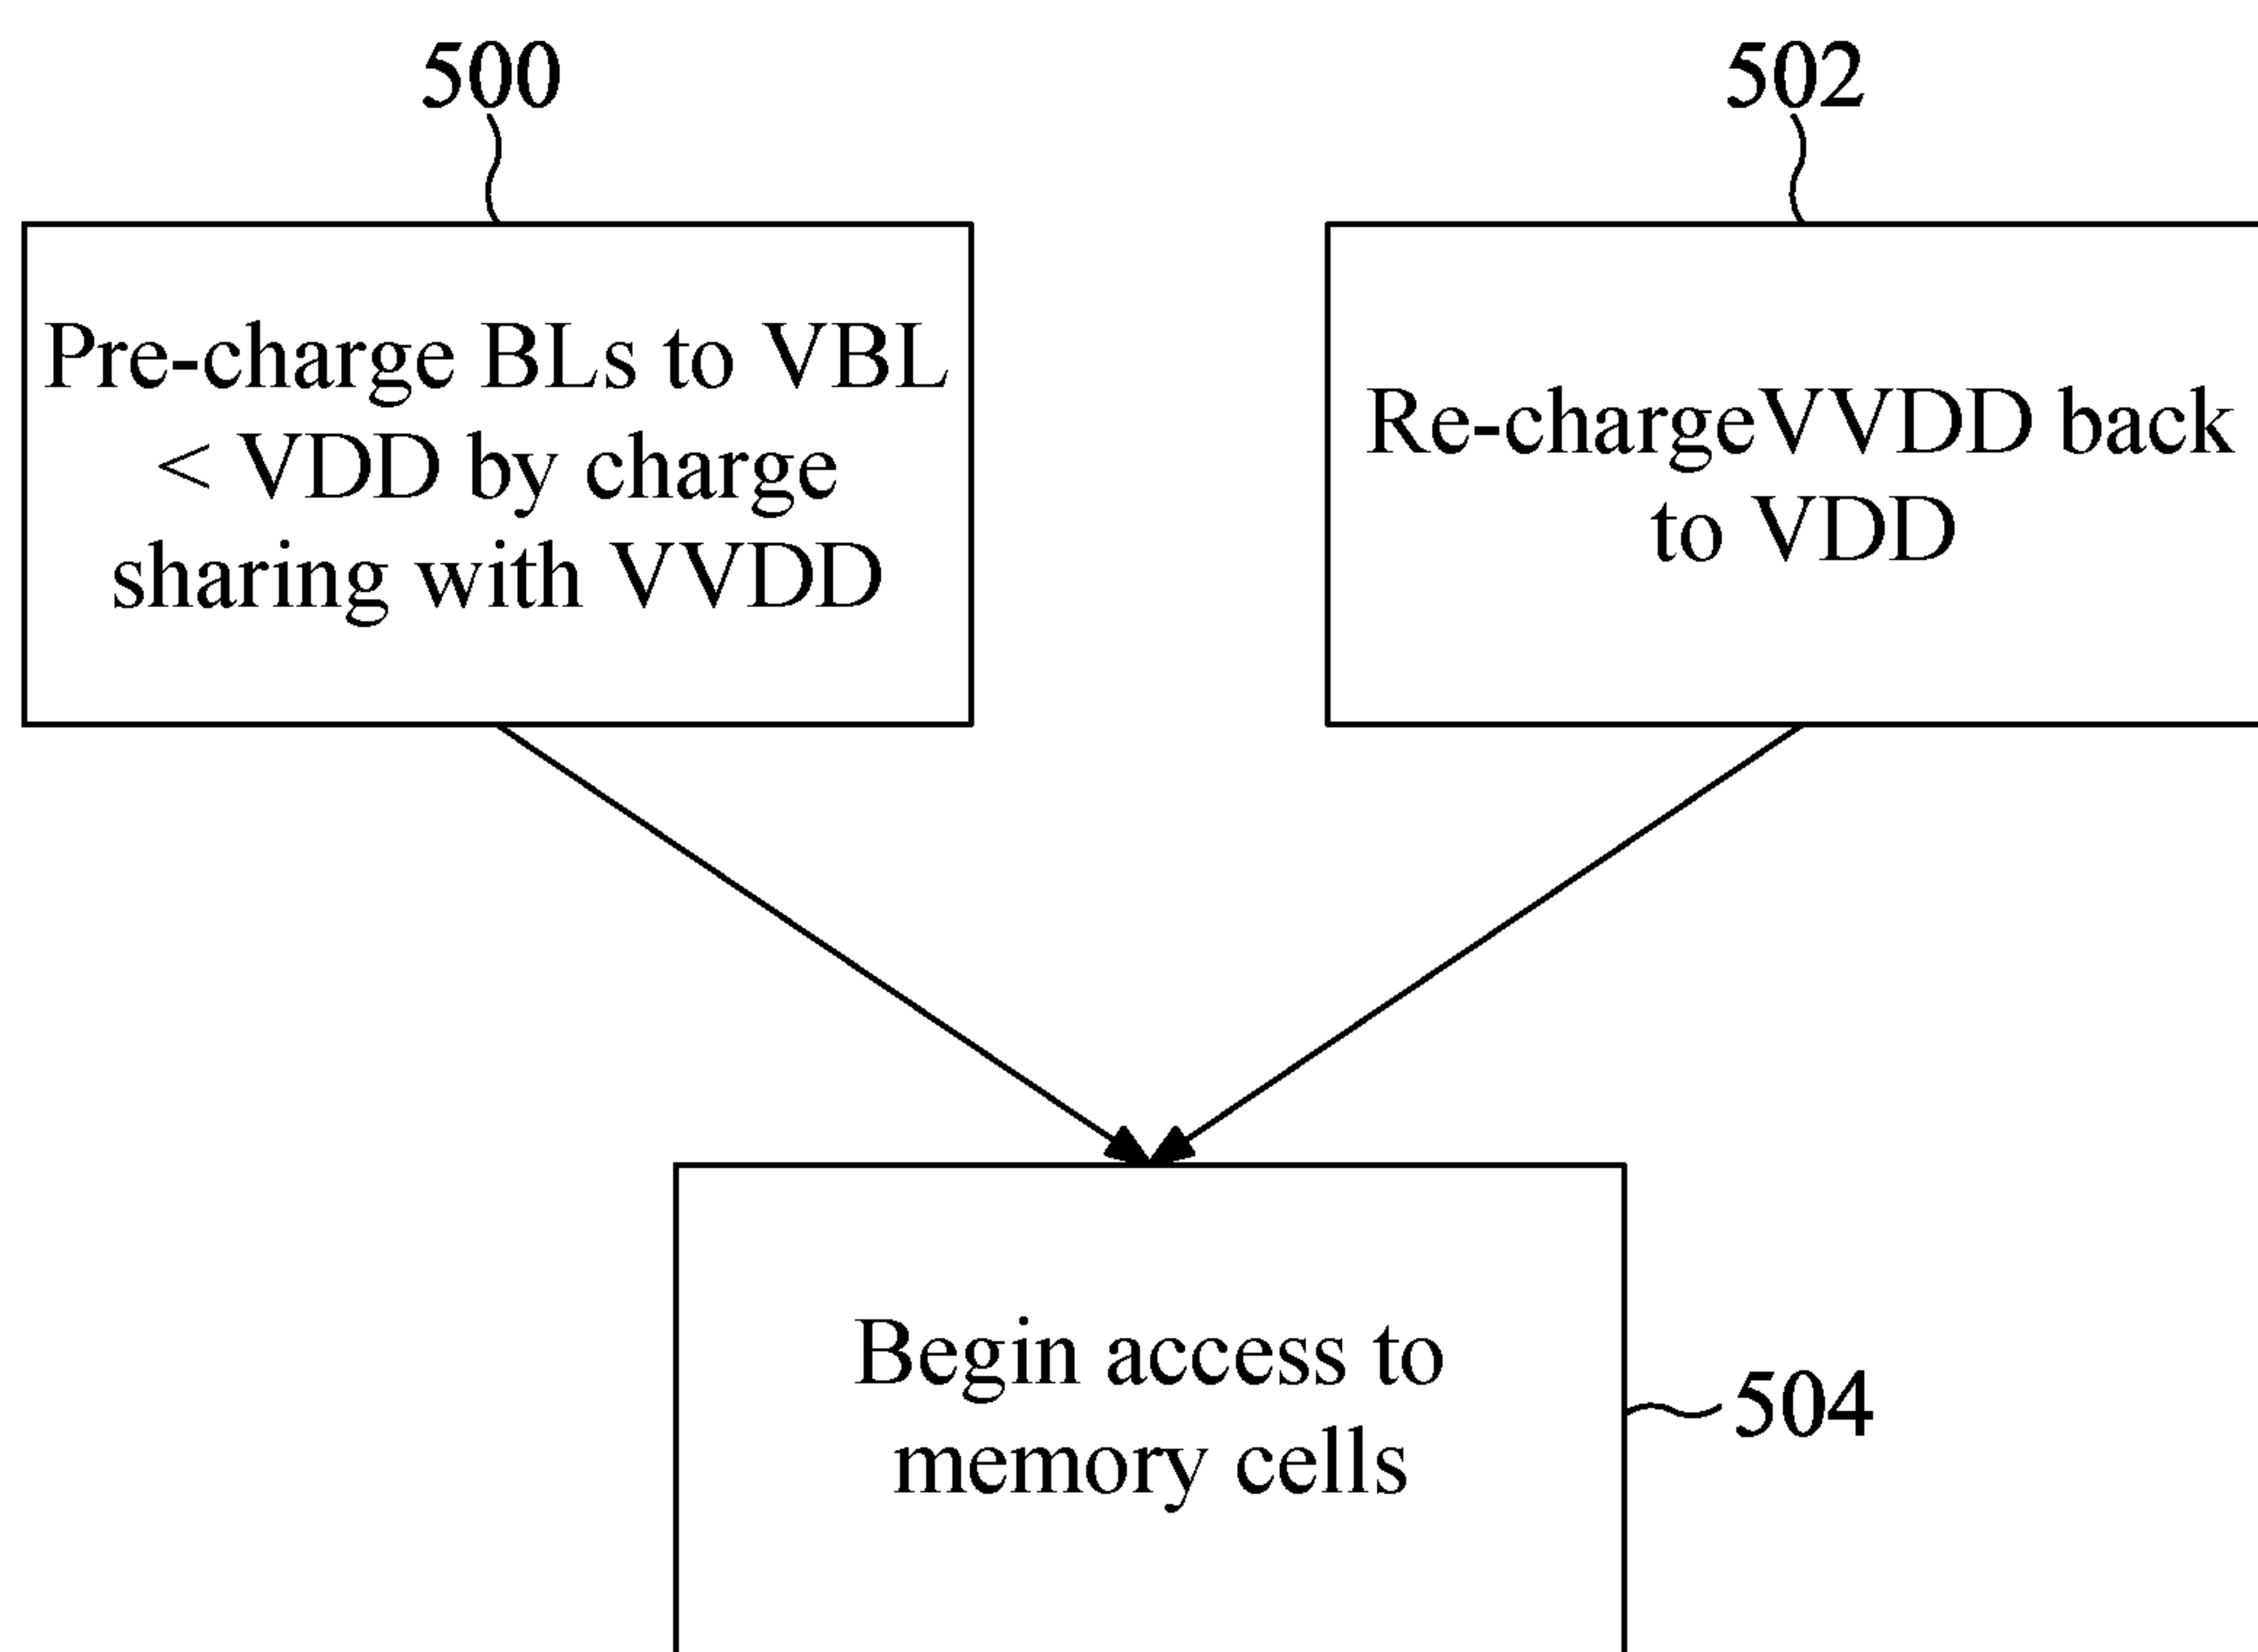 500
502
Pre-charge BLs to VBL
< VDD by charge
sharing with VVDD
Re-chargeVVDD back
to VDD
Begin access to
memory cells
504